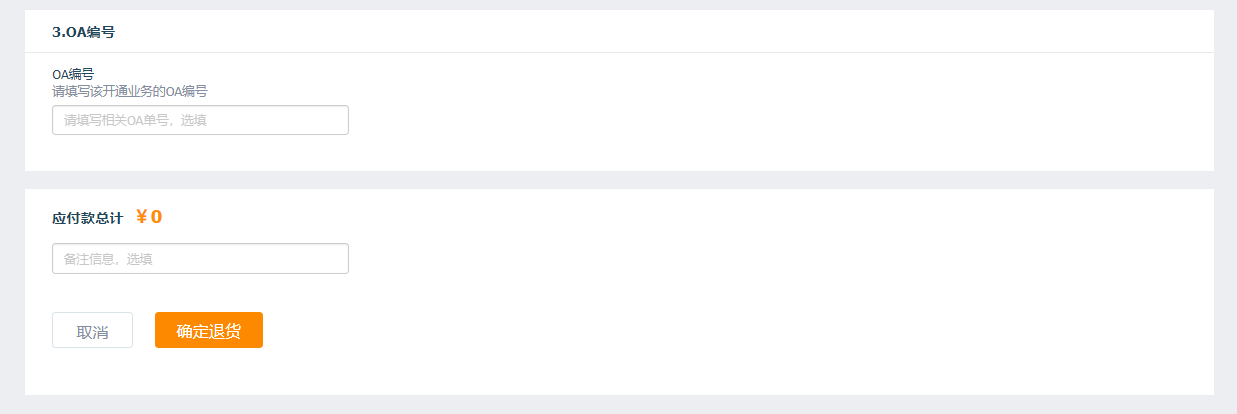 3.OA编号
OA编号
请填写该开通业务的OA编号
请填写相关OA单号，选填
应付款总计 ￥0
备注信息，选填
取消 确定退货